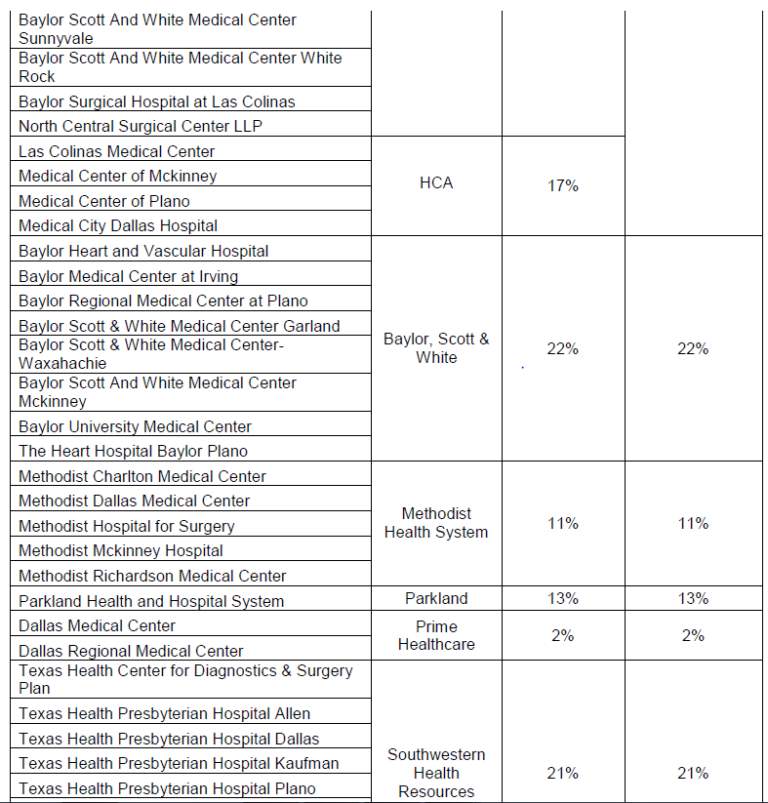 Baylor Scott And White Medical Center
Sunnyvale
Baylor Scott And White Medical Center White
Rock
Baylor Surgical Hospital at Las Colinas
North Central Surgical Center LLP
Las Colinas Medical Center
Medical Center of Mckinney
Medical Center of Plano
Medical City Dallas Hospital
HCA
17%
Baylor Heart and Vascular Hospital
Baylor Medical Center at Irving
Baylor Regional Medical Center at Plano
Baylor Scott & White Medical Center Garland
Baylor Scott & White Medical Center-
Waxahachie
Baylor Scott And White Medical Center
Mckinney
Baylor University Medical Center
The Heart Hospital Baylor Plano
Baylor, Scott &
White
22%
22%
Methodist Charlton Medical Center
Methodist Dallas Medical Center
Methodist Hospital for Surgery
Methodist Mckinney Hospital
Methodist Richardson Medical Center
Methodist
Health System
11%
11%
Parkland Health and Hospital System
Parkland
13%
13%
Dallas Medical Center
Dallas Regional Medical Center
Prime
Healthcare
2%
2%
Texas Health Center for Diagnostics & Surgery
Plan
Texas Health Presbyterian Hospital Allen
Texas Health Presbyterian Hospital Dallas
Texas Health Presbyterian Hospital Kaufman
Texas Health Presbyterian Hospital Plano
Southwestern
Health
Resources
21%
21%